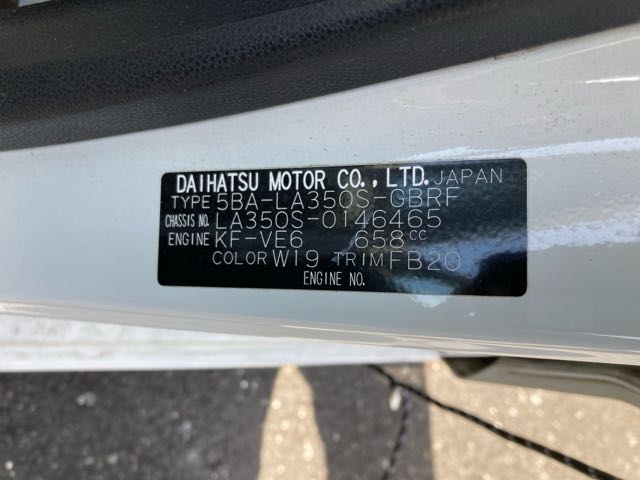 DAIHATSU MOTOR CO., LTD. JAPAN
TYPE 5BA-LA350S-GBRF
CHASSIS NO. LA350S-0146465
ENGINE KF-VE6 658cc
COLOR W19 TRIM FB20
ENGINE NO.